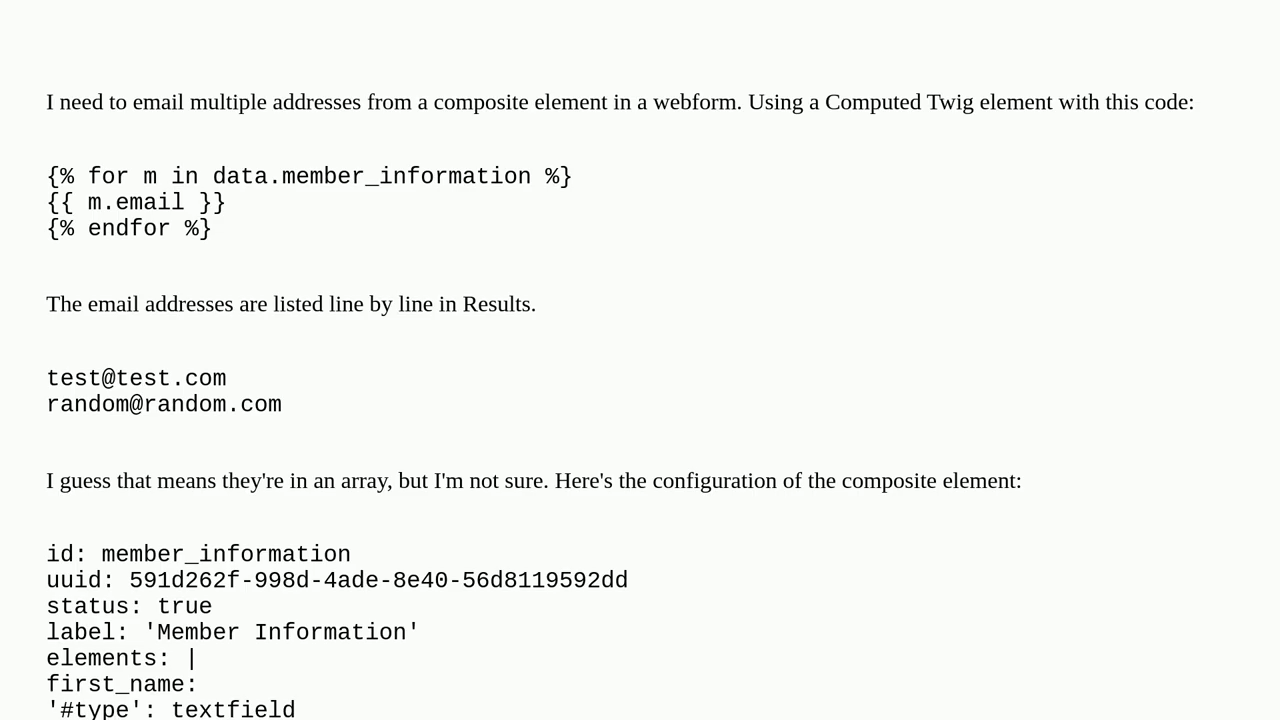 I need to email multiple addresses from a composite element in a webform. Using a Computed Twig element with this code:
{% for m in data.member_information %}
{{ m.email }}
{% endfor %}
The email addresses are listed line by line in Results.
test@test.com
random@random.com
I guess that means they're in an array, but I'm not sure. Here's the configuration of the composite element:
id: member_information
uuid: 591d262f-998d-4ade-8e40-56d8119592dd
status: true
label: 'Member Information'
elements: |
first_name:
'#type': textfield